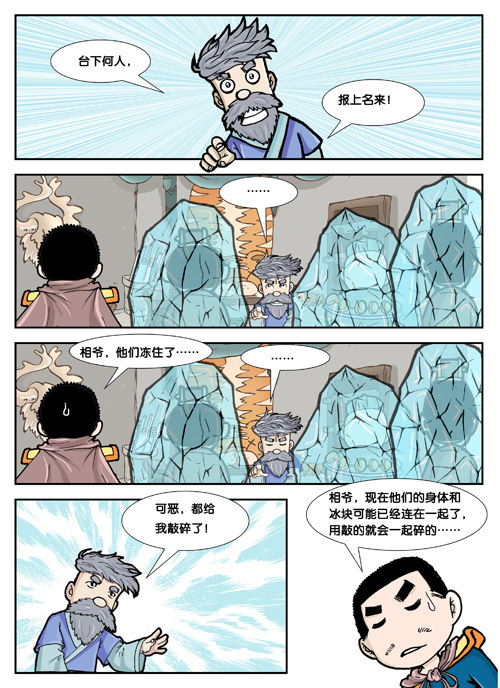 台下何人，
报上名来！
……
相爷，他们冻住了……
……
可恶，都给
我敲碎了！
相爷，现在他们的身体和
冰块可能已经连在一起了，
用敲的就会一起碎的……